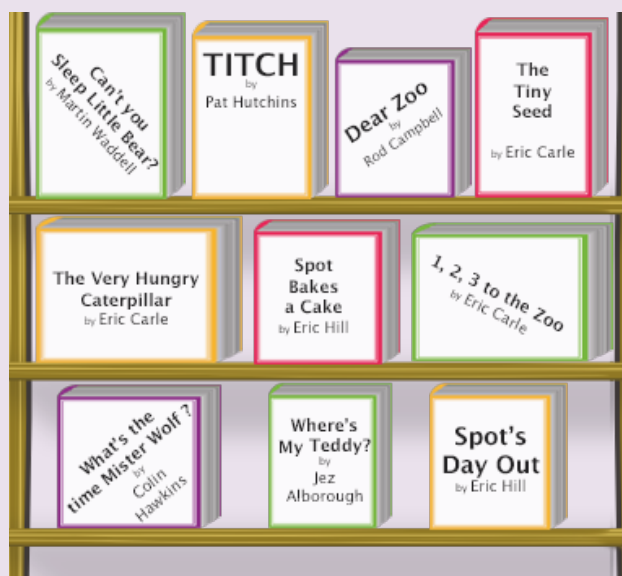 Can't you
Sleep Little Bear?
by Martin Waddell
TITCH
by
Pat Hutchins
Dear Zoo
by
Rod Campbell
The
Tiny
Seed
by Eric Carle
The Very Hungry
Caterpillar
by Eric Carle
Spot
Bakes
a Cake
by Eric Hill
1, 2, 3 to the Zoo
by Eric Carle
What's the
time Mister Wolf ?
by
Colin
Hawkins
Where's
My Teddy?
by
Jez
Alborough
Spot's
Day Out
by Eric Hill